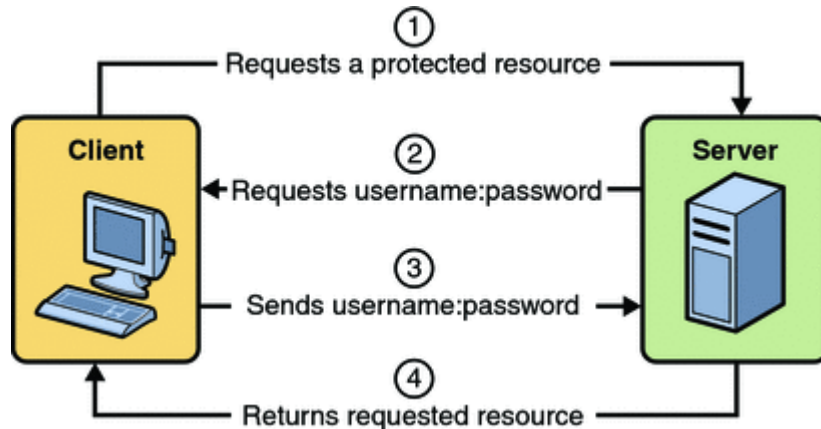 1
Requests a protected resource
Client
Server
2
Requests username:password
3
Sends username:password
4
Returns requested resource